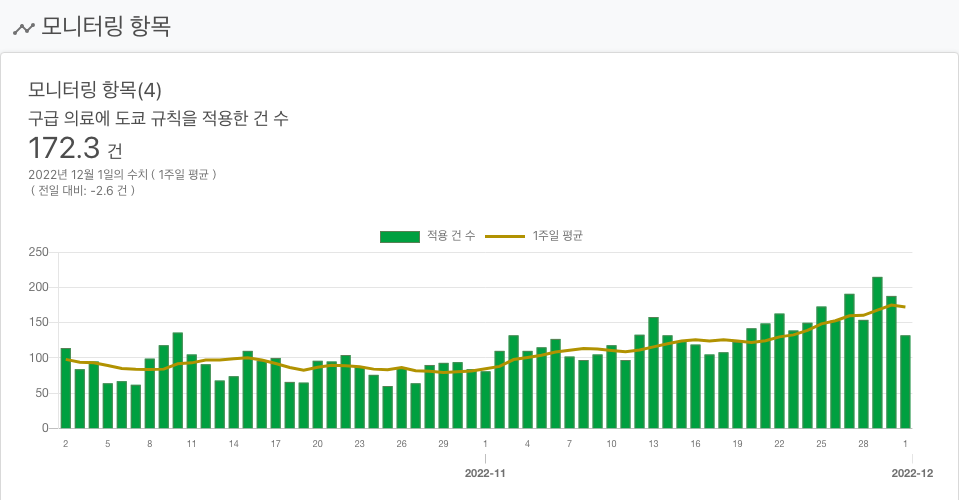 모니터링 항목
모니터링 항목(4)
구급 의료에 도쿄 규칙을 적용한 건 수
172.3 건
2022년 12월 1일의 수치 ( 1주일 평균 )
( 전일 대비: -2.6 건 )
적용 건 수 1주일 평균
250
200
150
100
50
0
2 5 8 11 14 17 20 23 26 29 1 4 7 10 13 16 19 22 25 28 1
2022-11 2022-12